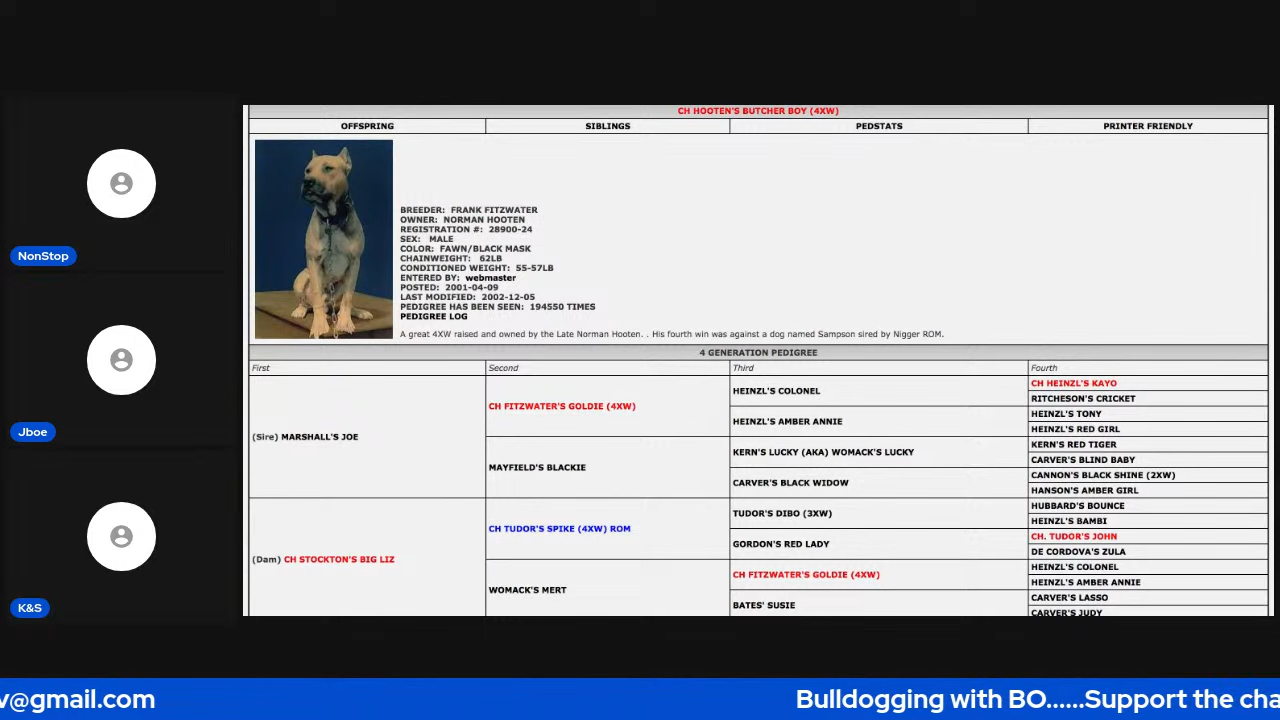 CH HOOTEN'S BUTCHER BOY (4XW)
OFFSPRING SIBLINGS PEDSTATS PRINTER FRIENDLY
BREEDER: FRANK FITZWATER
OWNER: NORMAN HOOTEN
REGISTRATION #: 28900-24
SEX: MALE
COLOR: FAWN/BLACK MASK
CHAINWEIGHT: 62LB
CONDITIONED WEIGHT: 55-57LB
ENTERED BY: webmaster
POSTED: 2001-04-09
LAST MODIFIED: 2002-12-05
PEDIGREE HAS BEEN SEEN: 194550 TIMES
PEDIGREE LOG
A great 4XW raised and owned by the Late Norman Hooten. . His fourth win was against a dog named Sampson sired by Nigger ROM.
4 GENERATION PEDIGREE
First Second Third Fourth
(Sire) MARSHALL'S JOE
CH FITZWATER'S GOLDIE (4XW)
MAYFIELD'S BLACKIE
HEINZL'S COLONEL
HEINZL'S AMBER ANNIE
KERN'S LUCKY (AKA) WOMACK'S LUCKY
CARVER'S BLACK WIDOW
CH HEINZL'S KAYO
RITCHESON'S CRICKET
HEINZL'S TONY
HEINZL'S RED GIRL
KERN'S RED TIGER
CARVER'S BLIND BABY
CANNON'S BLACK SHINE (2XW)
HANSON'S AMBER GIRL
(Dam) CH STOCKTON'S BIG LIZ
CH TUDOR'S SPIKE (4XW) ROM
WOMACK'S MERT
TUDOR'S DIBO (3XW)
GORDON'S RED LADY
CH FITZWATER'S GOLDIE (4XW)
BATES' SUSIE
HUBBARD'S BOUNCE
HEINZL'S BAMBI
CH. TUDOR'S JOHN
DE CORDOVA'S ZULA
HEINZL'S COLONEL
HEINZL'S AMBER ANNIE
CARVER'S LASSO
CARVER'S JUDY
NonStop
Jboe
K&S
v@gmail.com
Bulldogging with BO......Support the cha